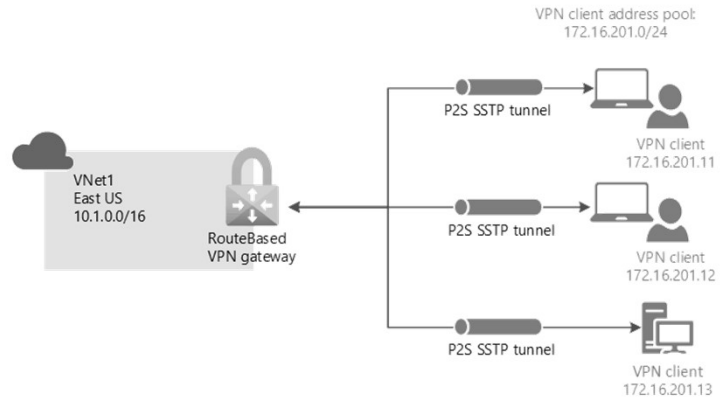 VPN client address pool:
172.16.201.0/24
P2S SSTP tunnel
VPN client
172.16.201.11
VNet1
East US
10.1.0.0/16
RouteBased
VPN gateway
P2S SSTP tunnel
VPN client
172.16.201.12
P2S SSTP tunnel
VPN client
172.16.201.13